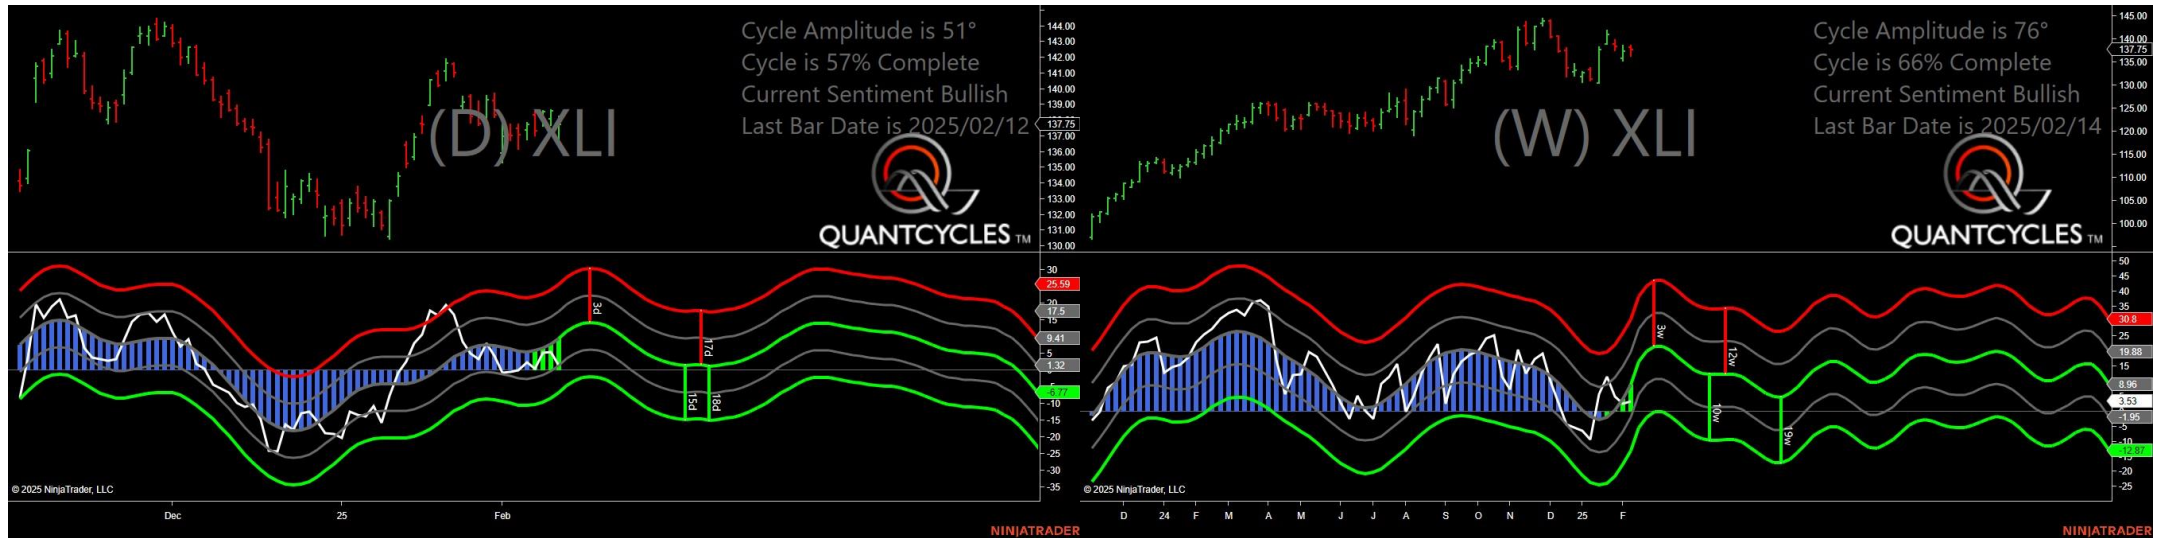 Cycle Amplitude is 51°
Cycle is 57% Complete
Current Sentiment Bullish
Last Bar Date is 2025/02/12
(D) XLI
QUANTCYCLES TM
144.00
143.00
142.00
141.00
140.00
139.00
137.75
137.00
136.00
135.00
134.00
133.00
132.00
131.00
130.00
3d
17d
15d
18d
30
25.59
20
17.5
15
9.41
5
1.32
-6.77
-10
-15
-20
-25
-30
-35
© 2025 NinjaTrader, LLC
Dec
25
Feb
NINJATRADER
Cycle Amplitude is 76°
Cycle is 66% Complete
Current Sentiment Bullish
Last Bar Date is 2025/02/14
(W) XLI
QUANTCYCLES TM
145.00
140.00
137.75
135.00
130.00
125.00
120.00
115.00
110.00
105.00
100.00
3w
12w
10w
19w
50
45
40
35
30.8
25
19.88
15
8.96
3.53
-1.95
-5
-10
-12.87
-20
-25
© 2025 NinjaTrader, LLC
D
24
F
M
A
M
J
J
A
S
O
N
D
25
F
NINJATRADER